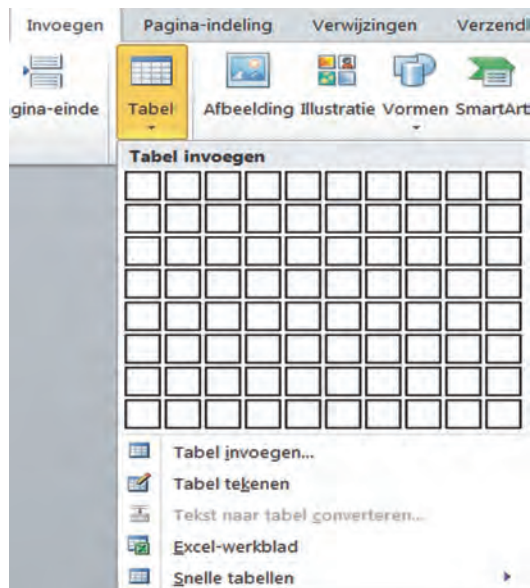 Invoegen Pagina-indeling Verwijzingen Verzendl
gina-einde Tabel Afbeelding Illustratie Vormen SmartArt
Tabel invoegen
Tabel invoegen...
Tabel tekenen
Tekst naar tabel converteren...
Excel-werkblad
Snelle tabellen